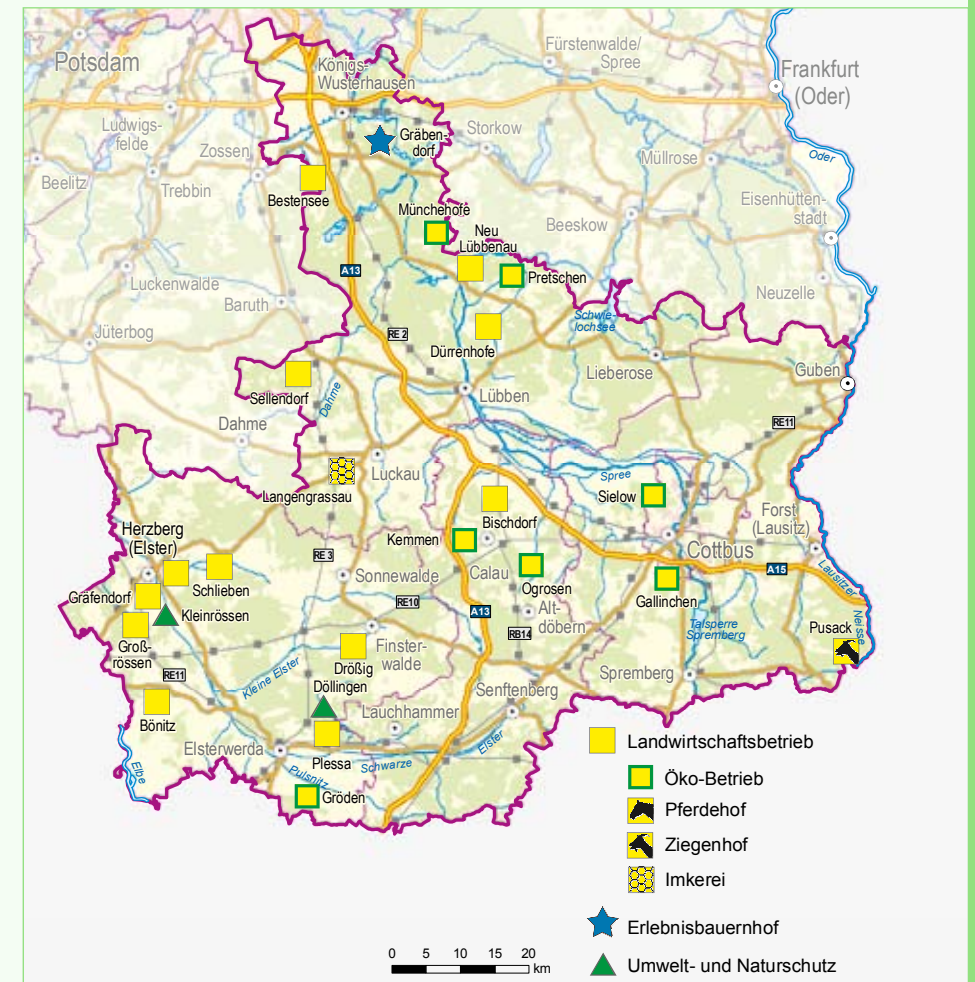 Potsdam
Königs-
Wusterhausen
Fürstenwalde/
Spree
Frankfurt
(Oder)
Ludwigs-
felde
Zossen
Gräben-
dorf
Storkow
Müllrose
Oder
Beelitz
Trebbin
Bestensee
Münchehofe
Eisenhütten-
stadt
Neu
Lübbenau
Beeskow
A13
Pretschen
Luckenwalde
Baruth
Neuzelle
Schwie-
lochsee
Jüterbog
RE 2
Dürrenhofe
Sellendorf
Dahme
Lübben
Lieberose
Guben
Dahme
RE11
Luckau
Langengrassau
Spree
Sielow
Bischdorf
Forst
(Lausitz)
Herzberg
(Elster)
Kemmen
Cottbus
RE 3
Sonnewalde
Calau
Ogrosen
A15
Schlieben
Gräfendorf
Kleinrössen
RE10
A13
Alt-
döbern
Gallinchen
Lausitzer
Neisse
Groß-
rössen
RB14
Talsperre
Spremberg
Pusack
Finster-
walde
Drößig
RE11
Kleine Elster
Döllingen
Spremberg
Senftenberg
Bönitz
Lauchhammer
Elsterwerda
Plessa
Schwarze
Elster
Elbe
Pulsnitz
Gröden
Landwirtschaftsbetrieb
Öko-Betrieb
Pferdehof
Ziegenhof
Imkerei
Erlebnisbauernhof
Umwelt- und Naturschutz
0 5 10 15 20
km